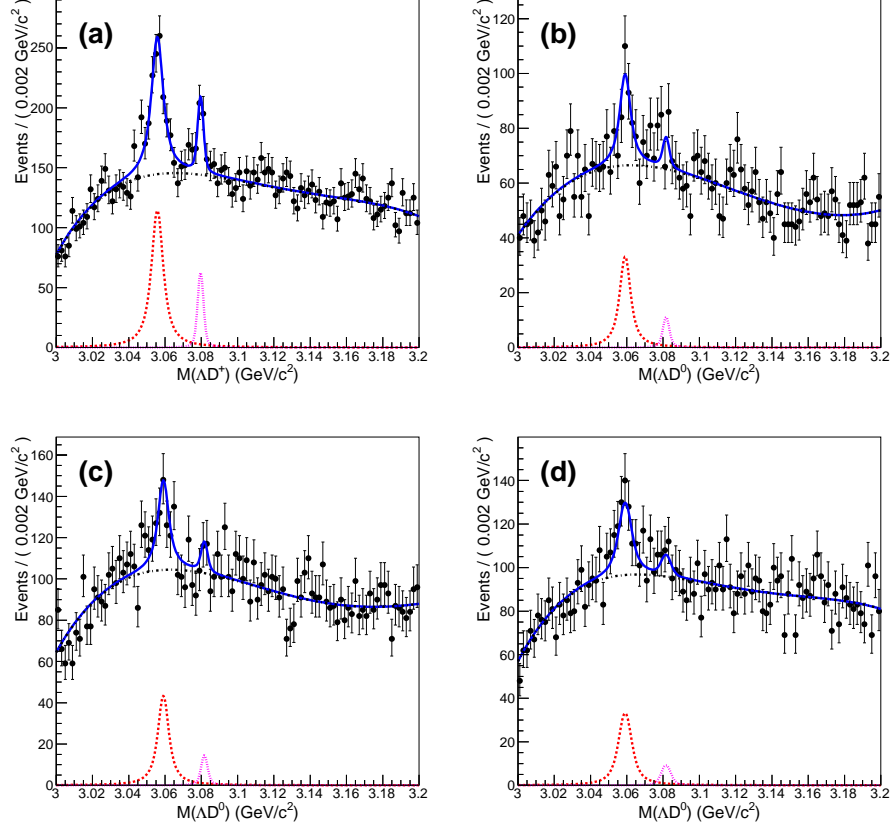 (a)
Events / ( 0.002 GeV/c² )
250
200
150
100
50
0
3 3.02 3.04 3.06 3.08 3.1 3.12 3.14 3.16 3.18 3.2
M(ΛD⁺) (GeV/c²)
(b)
Events / ( 0.002 GeV/c² )
120
100
80
60
40
20
0
3 3.02 3.04 3.06 3.08 3.1 3.12 3.14 3.16 3.18 3.2
M(ΛD⁰) (GeV/c²)
(c)
Events / ( 0.002 GeV/c² )
160
140
120
100
80
60
40
20
0
3 3.02 3.04 3.06 3.08 3.1 3.12 3.14 3.16 3.18 3.2
M(ΛD⁰) (GeV/c²)
(d)
Events / ( 0.002 GeV/c² )
140
120
100
80
60
40
20
0
3 3.02 3.04 3.06 3.08 3.1 3.12 3.14 3.16 3.18 3.2
M(ΛD⁰) (GeV/c²)